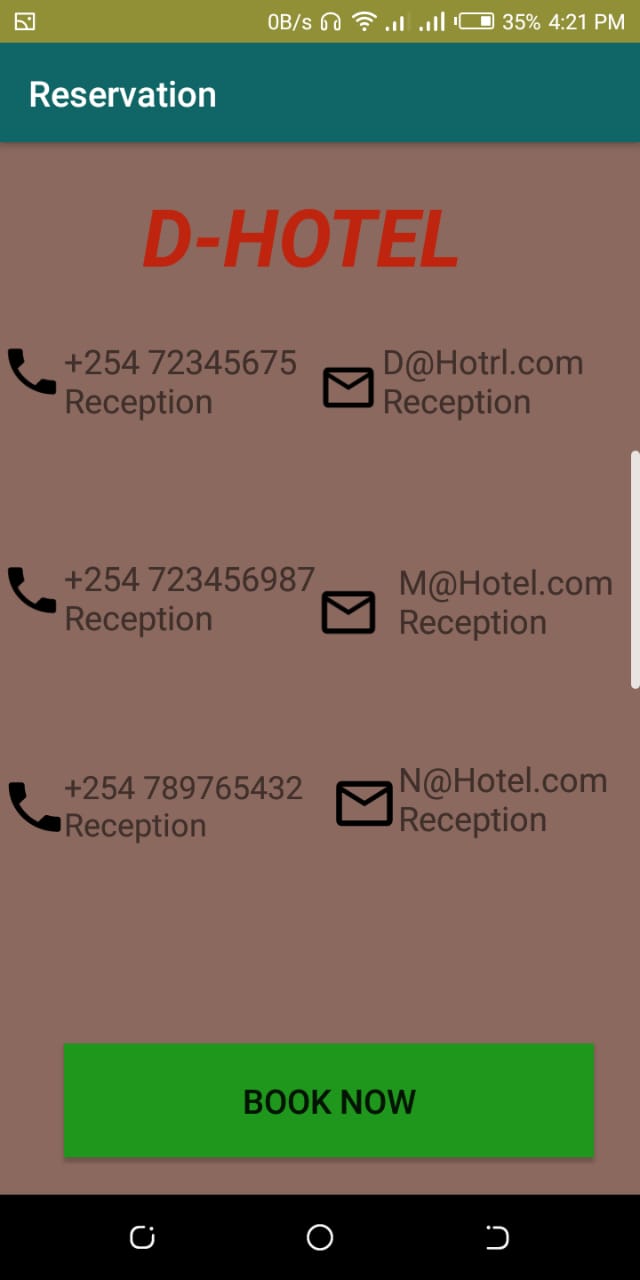 0B/s 35% 4:21 PM
Reservation
D-HOTEL
+254 72345675
Reception
D@Hotrl.com
Reception
+254 723456987
Reception
M@Hotel.com
Reception
+254 789765432
Reception
N@Hotel.com
Reception
BOOK NOW